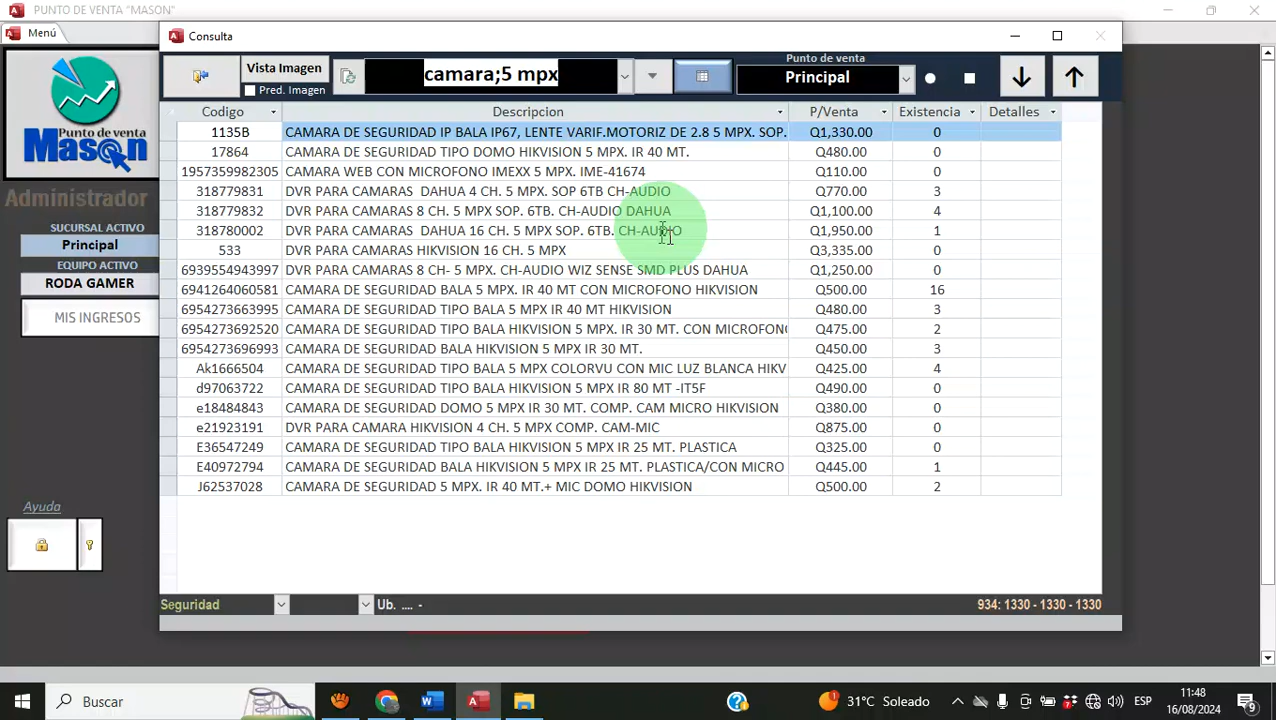 PUNTO DE VENTA "MASON"
Menú
Consulta
Punto de venta
Mason
Administrador
SUCURSAL ACTIVO
Principal
EQUIPO ACTIVO
RODA GAMER
MIS INGRESOS
Ayuda
Vista Imagen
Pred. Imagen
camara;5 mpx
Punto de venta
Principal
Codigo Descripcion P/Venta Existencia Detalles
1135B CAMARA DE SEGURIDAD IP BALA IP67, LENTE VARIF.MOTORIZ DE 2.8 5 MPX. SOP. Q1,330.00 0
17864 CAMARA DE SEGURIDAD TIPO DOMO HIKVISION 5 MPX. IR 40 MT. Q480.00 0
1957359982305 CAMARA WEB CON MICROFONO IMEXX 5 MPX. IME-41674 Q110.00 0
318779831 DVR PARA CAMARAS DAHUA 4 CH. 5 MPX. SOP 6TB CH-AUDIO Q770.00 3
318779832 DVR PARA CAMARAS 8 CH. 5 MPX SOP. 6TB. CH-AUDIO DAHUA Q1,100.00 4
318780002 DVR PARA CAMARAS DAHUA 16 CH. 5 MPX SOP. 6TB. CH-AUDIO Q1,950.00 1
533 DVR PARA CAMARAS HIKVISION 16 CH. 5 MPX Q3,335.00 0
6939554943997 DVR PARA CAMARAS 8 CH- 5 MPX. CH-AUDIO WIZ SENSE SMD PLUS DAHUA Q1,250.00 0
6941264060581 CAMARA DE SEGURIDAD BALA 5 MPX. IR 40 MT CON MICROFONO HIKVISION Q500.00 16
6954273663995 CAMARA DE SEGURIDAD TIPO BALA 5 MPX IR 40 MT HIKVISION Q480.00 3
6954273692520 CAMARA DE SEGURIDAD TIPO BALA HIKVISION 5 MPX. IR 30 MT. CON MICROFONO Q475.00 2
6954273696993 CAMARA DE SEGURIDAD BALA HIKVISION 5 MPX IR 30 MT. Q450.00 3
Ak1666504 CAMARA DE SEGURIDAD TIPO BALA 5 MPX COLORVU CON MIC LUZ BLANCA HIKV Q425.00 4
d97063722 CAMARA DE SEGURIDAD TIPO BALA HIKVISION 5 MPX IR 80 MT -IT5F Q490.00 0
e18484843 CAMARA DE SEGURIDAD DOMO 5 MPX IR 30 MT. COMP. CAM MICRO HIKVISION Q380.00 0
e21923191 DVR PARA CAMARA HIKVISION 4 CH. 5 MPX COMP. CAM-MIC Q875.00 0
E36547249 CAMARA DE SEGURIDAD TIPO BALA HIKVISION 5 MPX IR 25 MT. PLASTICA Q325.00 0
E40972794 CAMARA DE SEGURIDAD BALA HIKVISION 5 MPX IR 25 MT. PLASTICA/CON MICRO Q445.00 1
J62537028 CAMARA DE SEGURIDAD 5 MPX. IR 40 MT.+ MIC DOMO HIKVISION Q500.00 2
Seguridad Ub. .... - 934: 1330 - 1330 - 1330
Buscar
31°C Soleado
ESP
11:48
16/08/2024
9